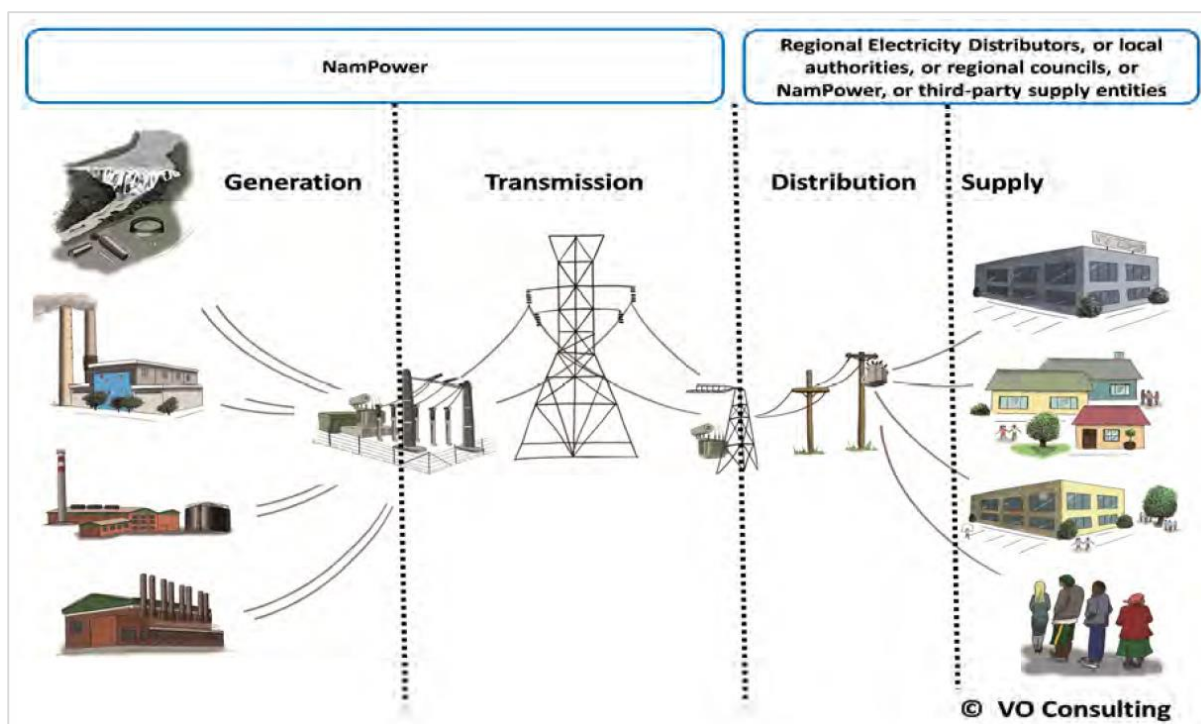 NamPower
Regional Electricity Distributors, or local
authorities, or regional councils, or
NamPower, or third-party supply entities
Generation
Transmission
Distribution
Supply
© VO Consulting